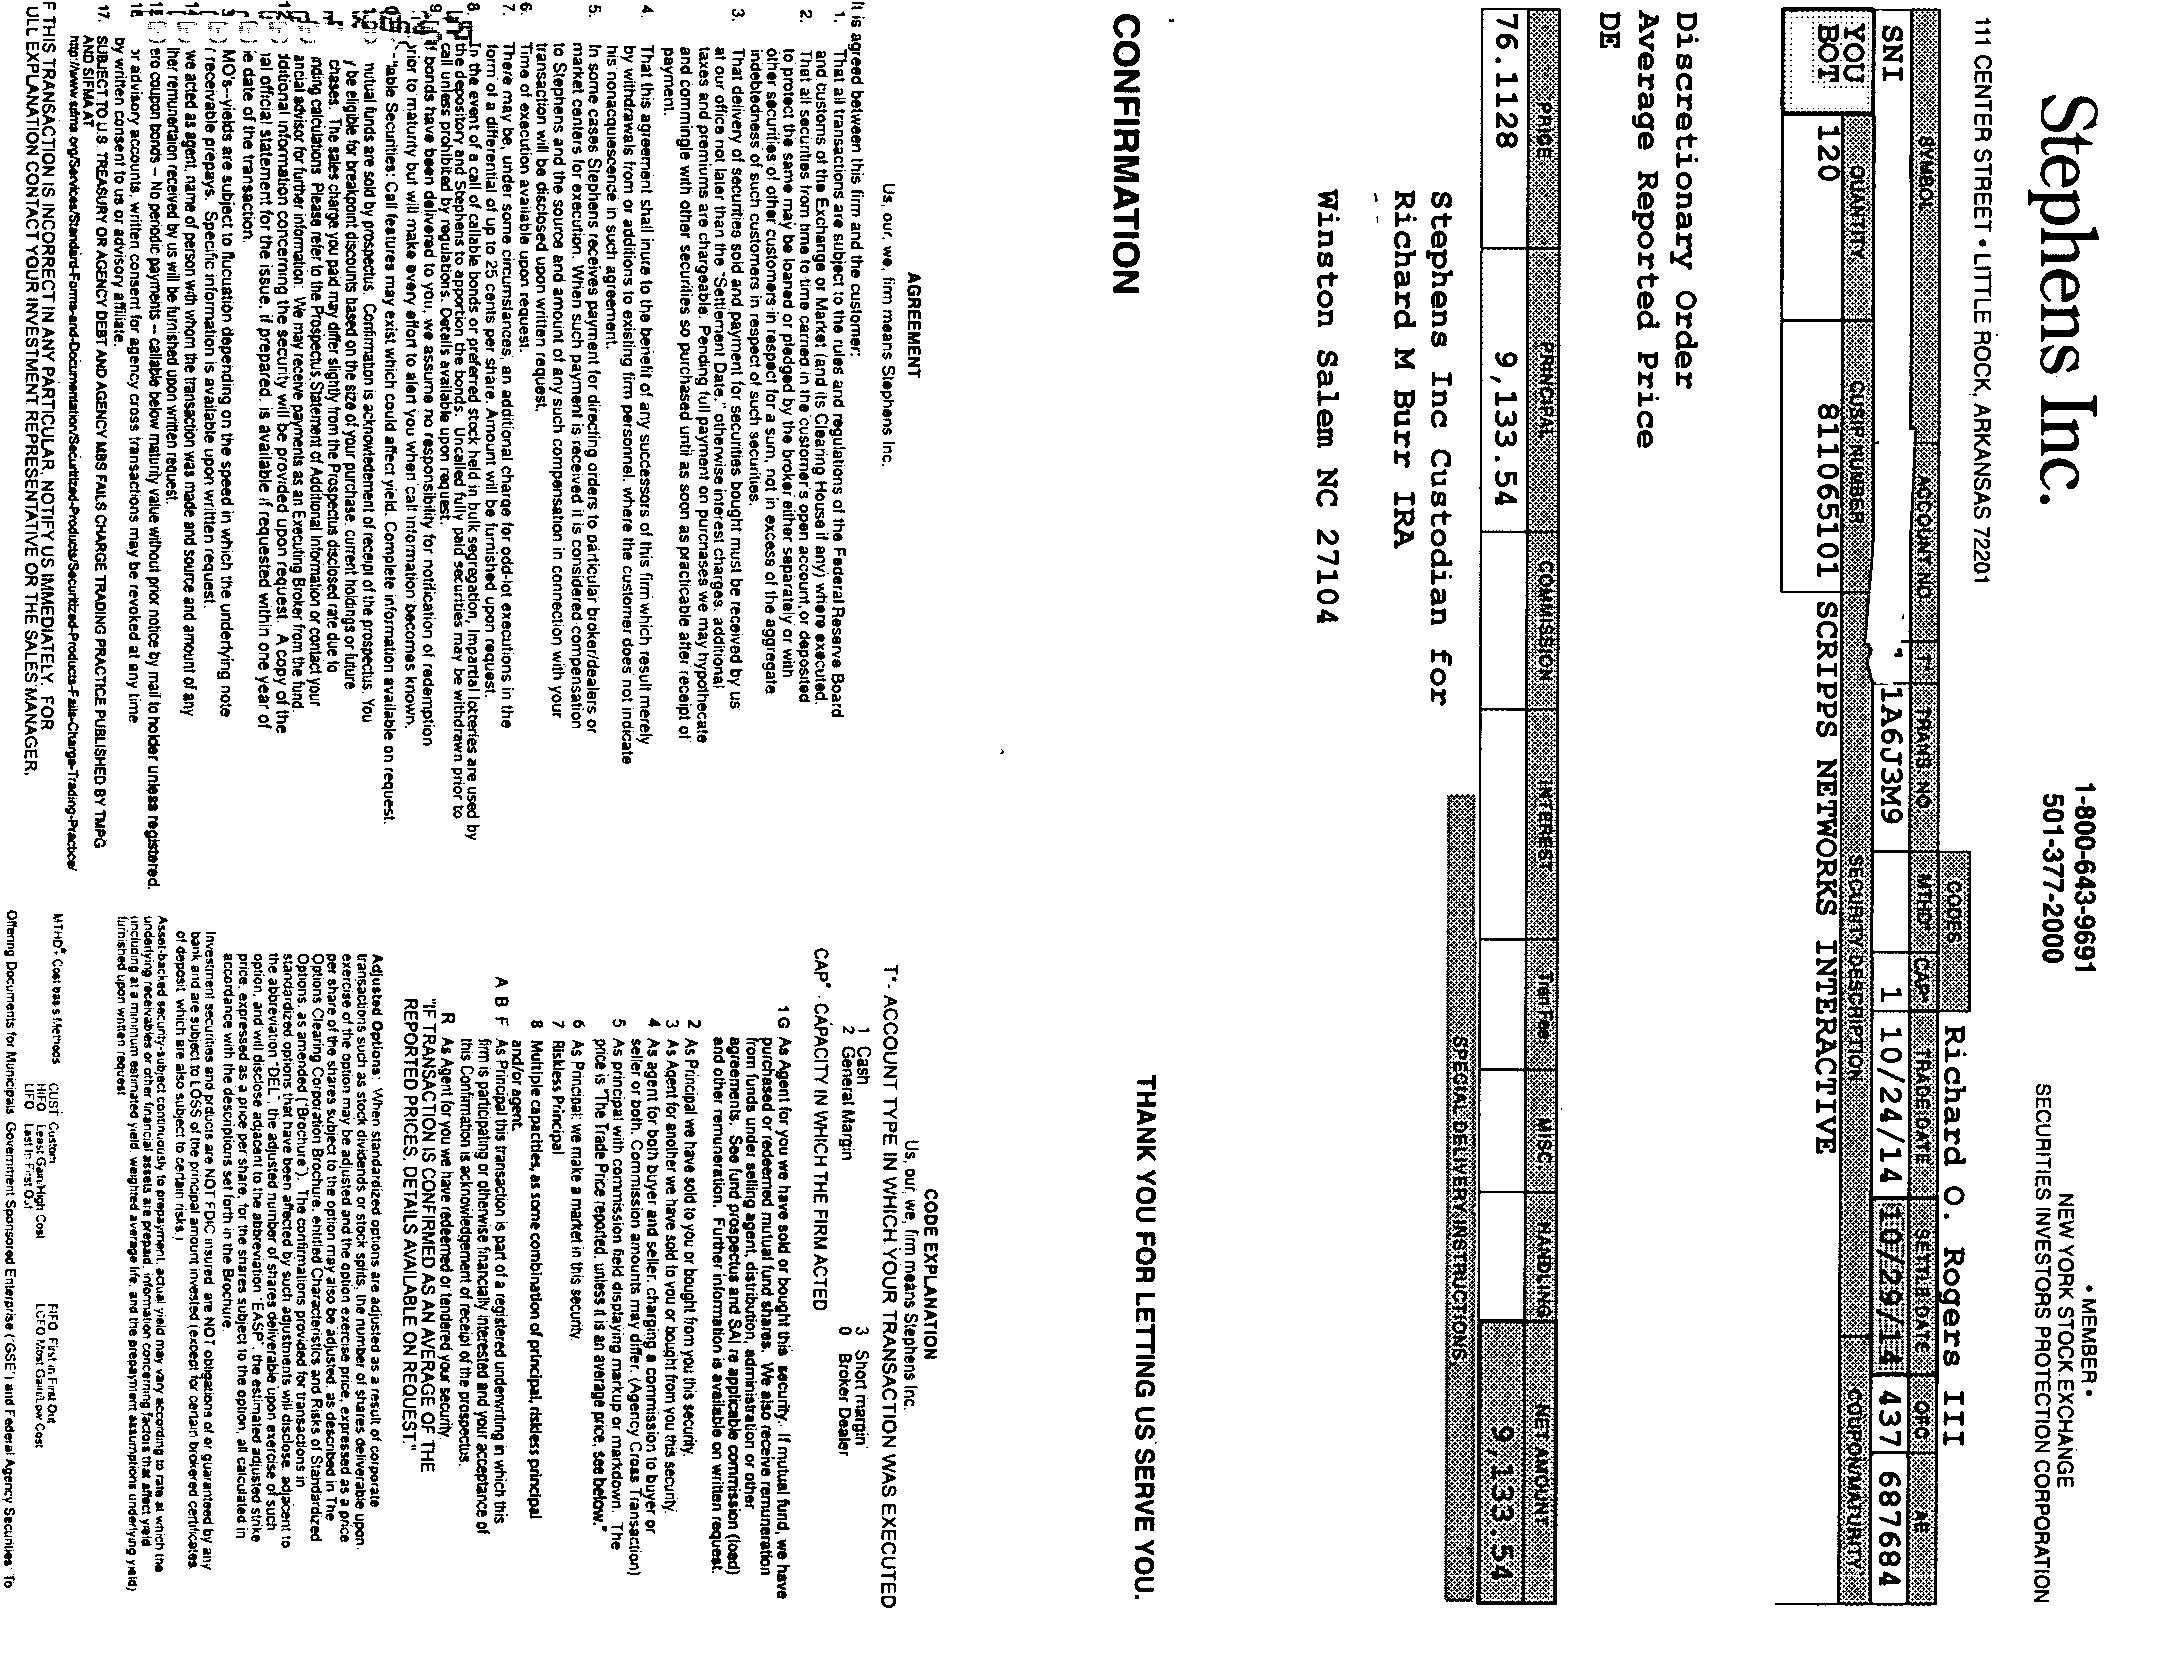 Stephens Inc.
111 CENTER STREET • LITTLE ROCK, ARKANSAS 72201
1-800-643-9691
501-377-2000
• MEMBER •
NEW YORK STOCK EXCHANGE
SECURITIES INVESTORS PROTECTION CORPORATION
CODES Richard O. Rogers III
SYMBOL ACCOUNT NO. T* TRANS. NO. MTHD* CAP* TRADE DATE SETTLE DATE OFC AE
SNI 1A6J3M9 1 10/24/14 10/29/14 437 687684
QUANTITY CUSIP NUMBER SECURITY DESCRIPTION COUPON/MATURITY
YOU
BOT 120 811065101 SCRIPPS NETWORKS INTERACTIVE
Discretionary Order
Average Reported Price
DE
PRICE PRINCIPAL COMMISSION INTEREST Tran Fee MISC. HANDLING NET AMOUNT
76.1128 9,133.54 9,133.54
SPECIAL DELIVERY INSTRUCTIONS
Stephens Inc Custodian for
Richard M Burr IRA
Winston Salem NC 27104
CONFIRMATION
THANK YOU FOR LETTING US SERVE YOU.
AGREEMENT
Us, our, we, firm means Stephens Inc.
It is agreed between this firm and the customer:
1. That all transactions are subject to the rules and regulations of the Federal Reserve Board
and customs of the Exchange or Market (and its Clearing House if any) where executed.
2. That all securities from time to time carried in the customer's open account, or deposited
to protect the same may be loaned or pledged by the broker either separately or with
other securities of other customers in respect for a sum, not in excess of the aggregate
indebtedness of such customers in respect of such securities.
3. That delivery of securities sold and payment for securities bought must be received by us
at our office not later than the "Settlement Date," otherwise interest charges, additional
taxes and premiums are chargeable. Pending full payment on purchases we may hypothecate
and commingle with other securities so purchased until as soon as practicable after receipt of
payment.
4. That this agreement shall inure to the benefit of any successors of this firm which result merely
by withdrawals from or additions to existing firm personnel, where the customer does not indicate
his nonacquiescence in such agreement.
5. In some cases Stephens receives payment for directing orders to particular broker/dealers or
market centers for execution. When such payment is received it is considered compensation
to Stephens and the source and amount of any such compensation in connection with your
transaction will be disclosed upon written request.
6. Time of execution available upon request.
7. There may be, under some circumstances, an additional charge for odd-lot executions in the
form of a differential of up to 25 cents per share. Amount will be furnished upon request.
8. In the event of a call of callable bonds or preferred stock held in bulk segregation, Impartial lotteries are used by
the depository and Stephens to apportion the bonds. Uncalled fully paid securities may be withdrawn prior to
call unless prohibited by regulations. Details available upon request.
9. If bonds have been delivered to you, we assume no responsibility for notification of redemption
prior to maturity but will make every effort to alert you when call information becomes known.
Securities: Call features may exist which could affect yield. Complete information available on request.
mutual funds are sold by prospectus. Confirmation is acknowledement of receipt of the prospectus. You
y be eligible for breakpoint discounts based on the size of your purchase, current holdings or future
chases. The sales charge you paid may differ slightly from the Prospectus disclosed rate due to
nding calculations. Please refer to the Prospectus Statement of Additional Information or contact your
ancial advisor for further information: We may receive payments as an Executing Broker from the fund.
dditional information concerning the security will be provided upon request. A copy of the
ial official statement for the issue, if prepared, is available if requested within one year of
ie date of the transaction.
MO's--yields are subject to fluctuation depending on the speed in which the underlying note
r receivable prepays. Specific information is available upon written request.
we acted as agent, name of person with whom the transaction was made and source and amount of any
ther remuneration received by us will be furnished upon written request.
ero coupon bonds – No periodic payments – callable below maturity value without prior notice by mail to holder unless registered.
or advisory accounts, written consent for agency cross transactions may be revoked at any time
by written consent to us or advisory affiliate.
17. SUBJECT TO U.S. TREASURY OR AGENCY DEBT AND AGENCY MBS FAILS CHARGE TRADING PRACTICE PUBLISHED BY TMPG
AND SIFMA AT
http://www.sifma.org/Services/Standard-Forms-and-Documentation/Securitized-Products/Securitized-Products-Fails-Charge-Trading-Practice/
F THIS TRANSACTION IS INCORRECT IN ANY PARTICULAR, NOTIFY US IMMEDIATELY. FOR
ULL EXPLANATION CONTACT YOUR INVESTMENT REPRESENTATIVE OR THE SALES MANAGER,
CODE EXPLANATION
Us, our, we, firm means Stephens Inc.
T*- ACCOUNT TYPE IN WHICH YOUR TRANSACTION WAS EXECUTED
1 Cash 3 Short margin
2 General Margin 0 Broker Dealer
CAP* - CAPACITY IN WHICH THE FIRM ACTED
1 G As Agent for you we have sold or bought this security. If mutual fund, we have
purchased or redeemed mutual fund shares. We also receive remuneration
from funds under selling agent, distribution, administration or other
agreements. See fund prospectus and SAI re applicable commission (load)
and other remuneration. Further information is available on written request.
2 As Principal we have sold to you or bought from you this security.
3 As Agent for another we have sold to you or bought from you this security.
4 As agent for both buyer and seller, charging a commission to buyer or
seller or both. Commission amounts may differ. (Agency Cross Transaction)
5 As principal with commission field displaying markup or markdown. The
price is "The Trade Price reported, unless it is an average price, see below."
6 As Principal: we make a market in this security
7 Riskless Principal
8 Multiple capacities, as some combination of principal, riskless principal
and/or agent.
A B F As Principal this transaction is part of a registered underwriting in which this
firm is participating or otherwise financially interested and your acceptance of
this Confirmation is acknowledgement of receipt of the prospectus.
R As Agent for you we have redeemed or tendered your security
"IF TRANSACTION IS CONFIRMED AS AN AVERAGE OF THE
REPORTED PRICES, DETAILS AVAILABLE ON REQUEST."
Adjusted Options: When standardized options are adjusted as a result of corporate
transactions such as stock dividends or stock splits, the number of shares deliverable upon
exercise of the option may be adjusted and the option exercise price, expressed as a price
per share of the shares subject to the option may also be adjusted, as described in The
Options Clearing Corporation Brochure, entitled Characteristics and Risks of Standardized
Options, as amended ("Brochure"). The confirmations provided for transactions in
standardized options that have been affected by such adjustments will disclose, adjacent to
the abbreviation "DEL", the adjusted number of shares deliverable upon exercise of such
option, and will disclose adjacent to the abbreviation "EASP", the estimated adjusted strike
price, expressed as a price per share, for the shares subject to the option, all calculated in
accordance with the descriptions set forth in the Brochure.
Investment securities and products are NOT FDIC insured, are NOT obligations of or guaranteed by any
bank and are subject to LOSS of the principal amount invested (except for certain brokered certificates
of deposit, which are also subject to certain risks.)
Asset-backed security-subject continuously to prepayment, actual yield may vary according to rate at which the
underlying receivables or other financial assets are prepaid, information concerning factors that affect yield
(including at a minimum estimated yield, weighted average life, and the prepayment assumptions underlying yield)
furnished upon written request
MTHD* Cost basis Methods CUST Custom FIFO First in First Out
HIFO Least Gain/High Cost LCFO Most Gain/Low Cost
LIFO Last In First Out
Offering Documents for Municipals Government Sponsored Enterprise ("GSE") and Federal Agency Securities To